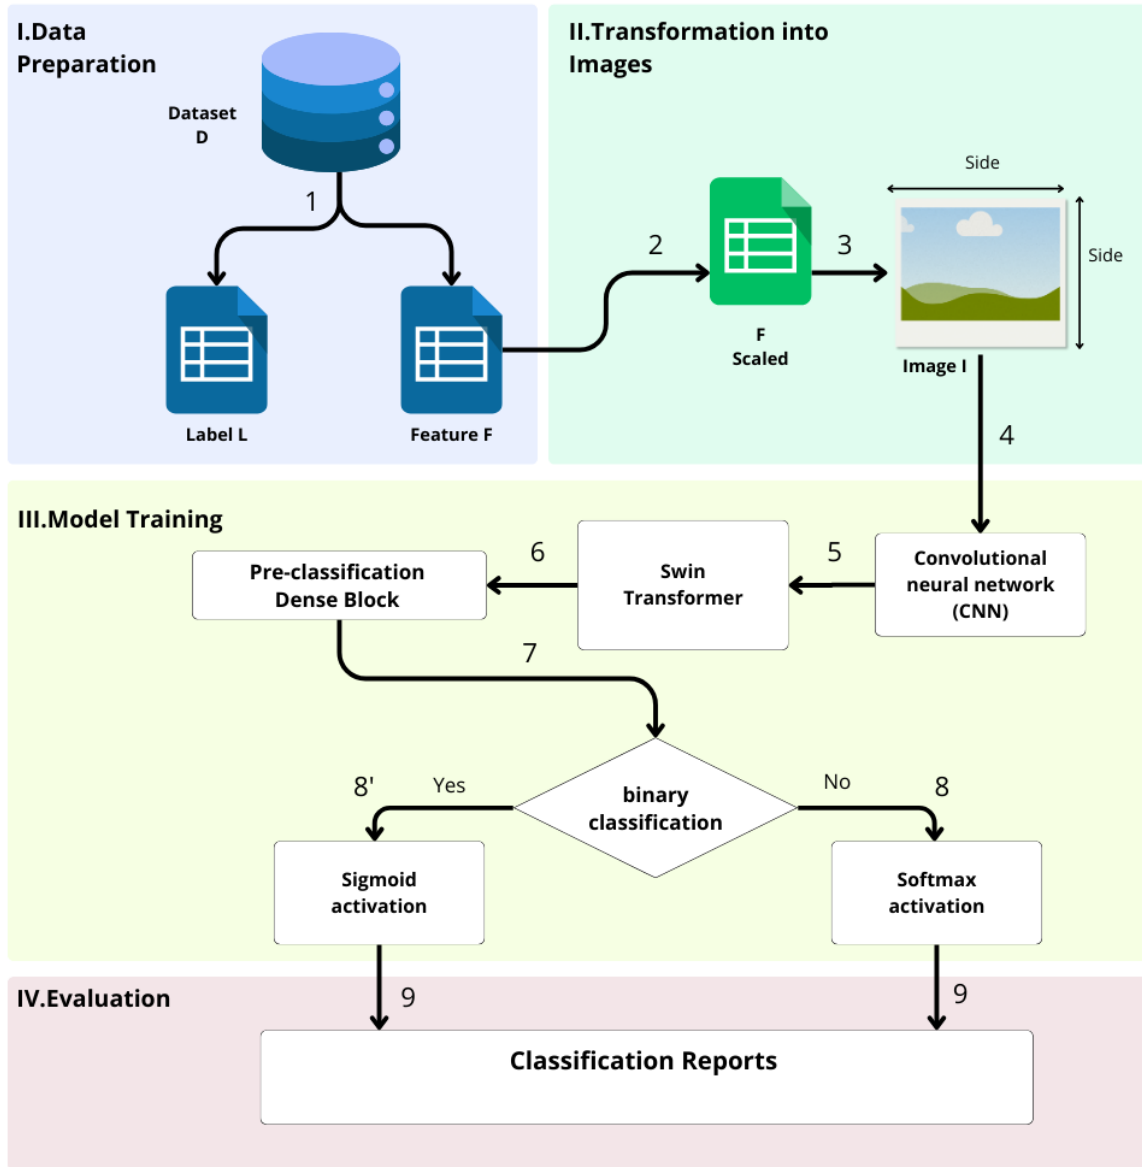 I.Data
Preparation
Dataset
D
1
Label L
Feature F
II.Transformation into
Images
2
F
Scaled
3
Side
Side
Image I
4
III.Model Training
Convolutional
neural network
(CNN)
5
Swin
Transformer
6
Pre-classification
Dense Block
7
binary
classification
Yes
8'
No
8
Sigmoid
activation
Softmax
activation
IV.Evaluation
9
9
Classification Reports